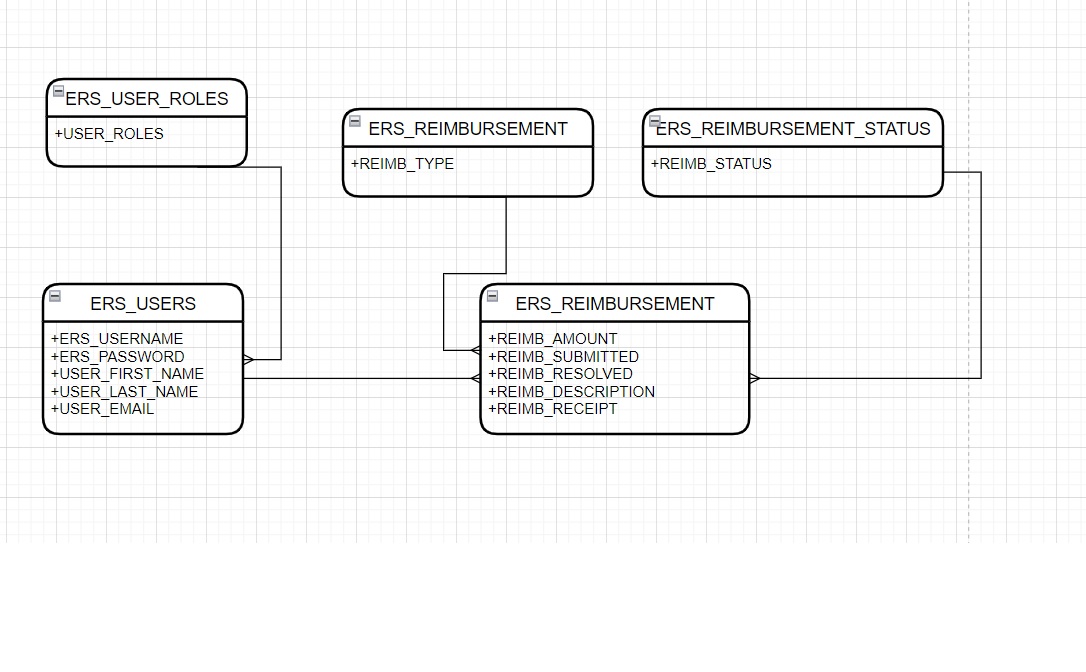 ERS_USER_ROLES
+USER_ROLES
ERS_REIMBURSEMENT
+REIMB_TYPE
ERS_REIMBURSEMENT_STATUS
+REIMB_STATUS
ERS_USERS
+ERS_USERNAME
+ERS_PASSWORD
+USER_FIRST_NAME
+USER_LAST_NAME
+USER_EMAIL
ERS_REIMBURSEMENT
+REIMB_AMOUNT
+REIMB_SUBMITTED
+REIMB_RESOLVED
+REIMB_DESCRIPTION
+REIMB_RECEIPT